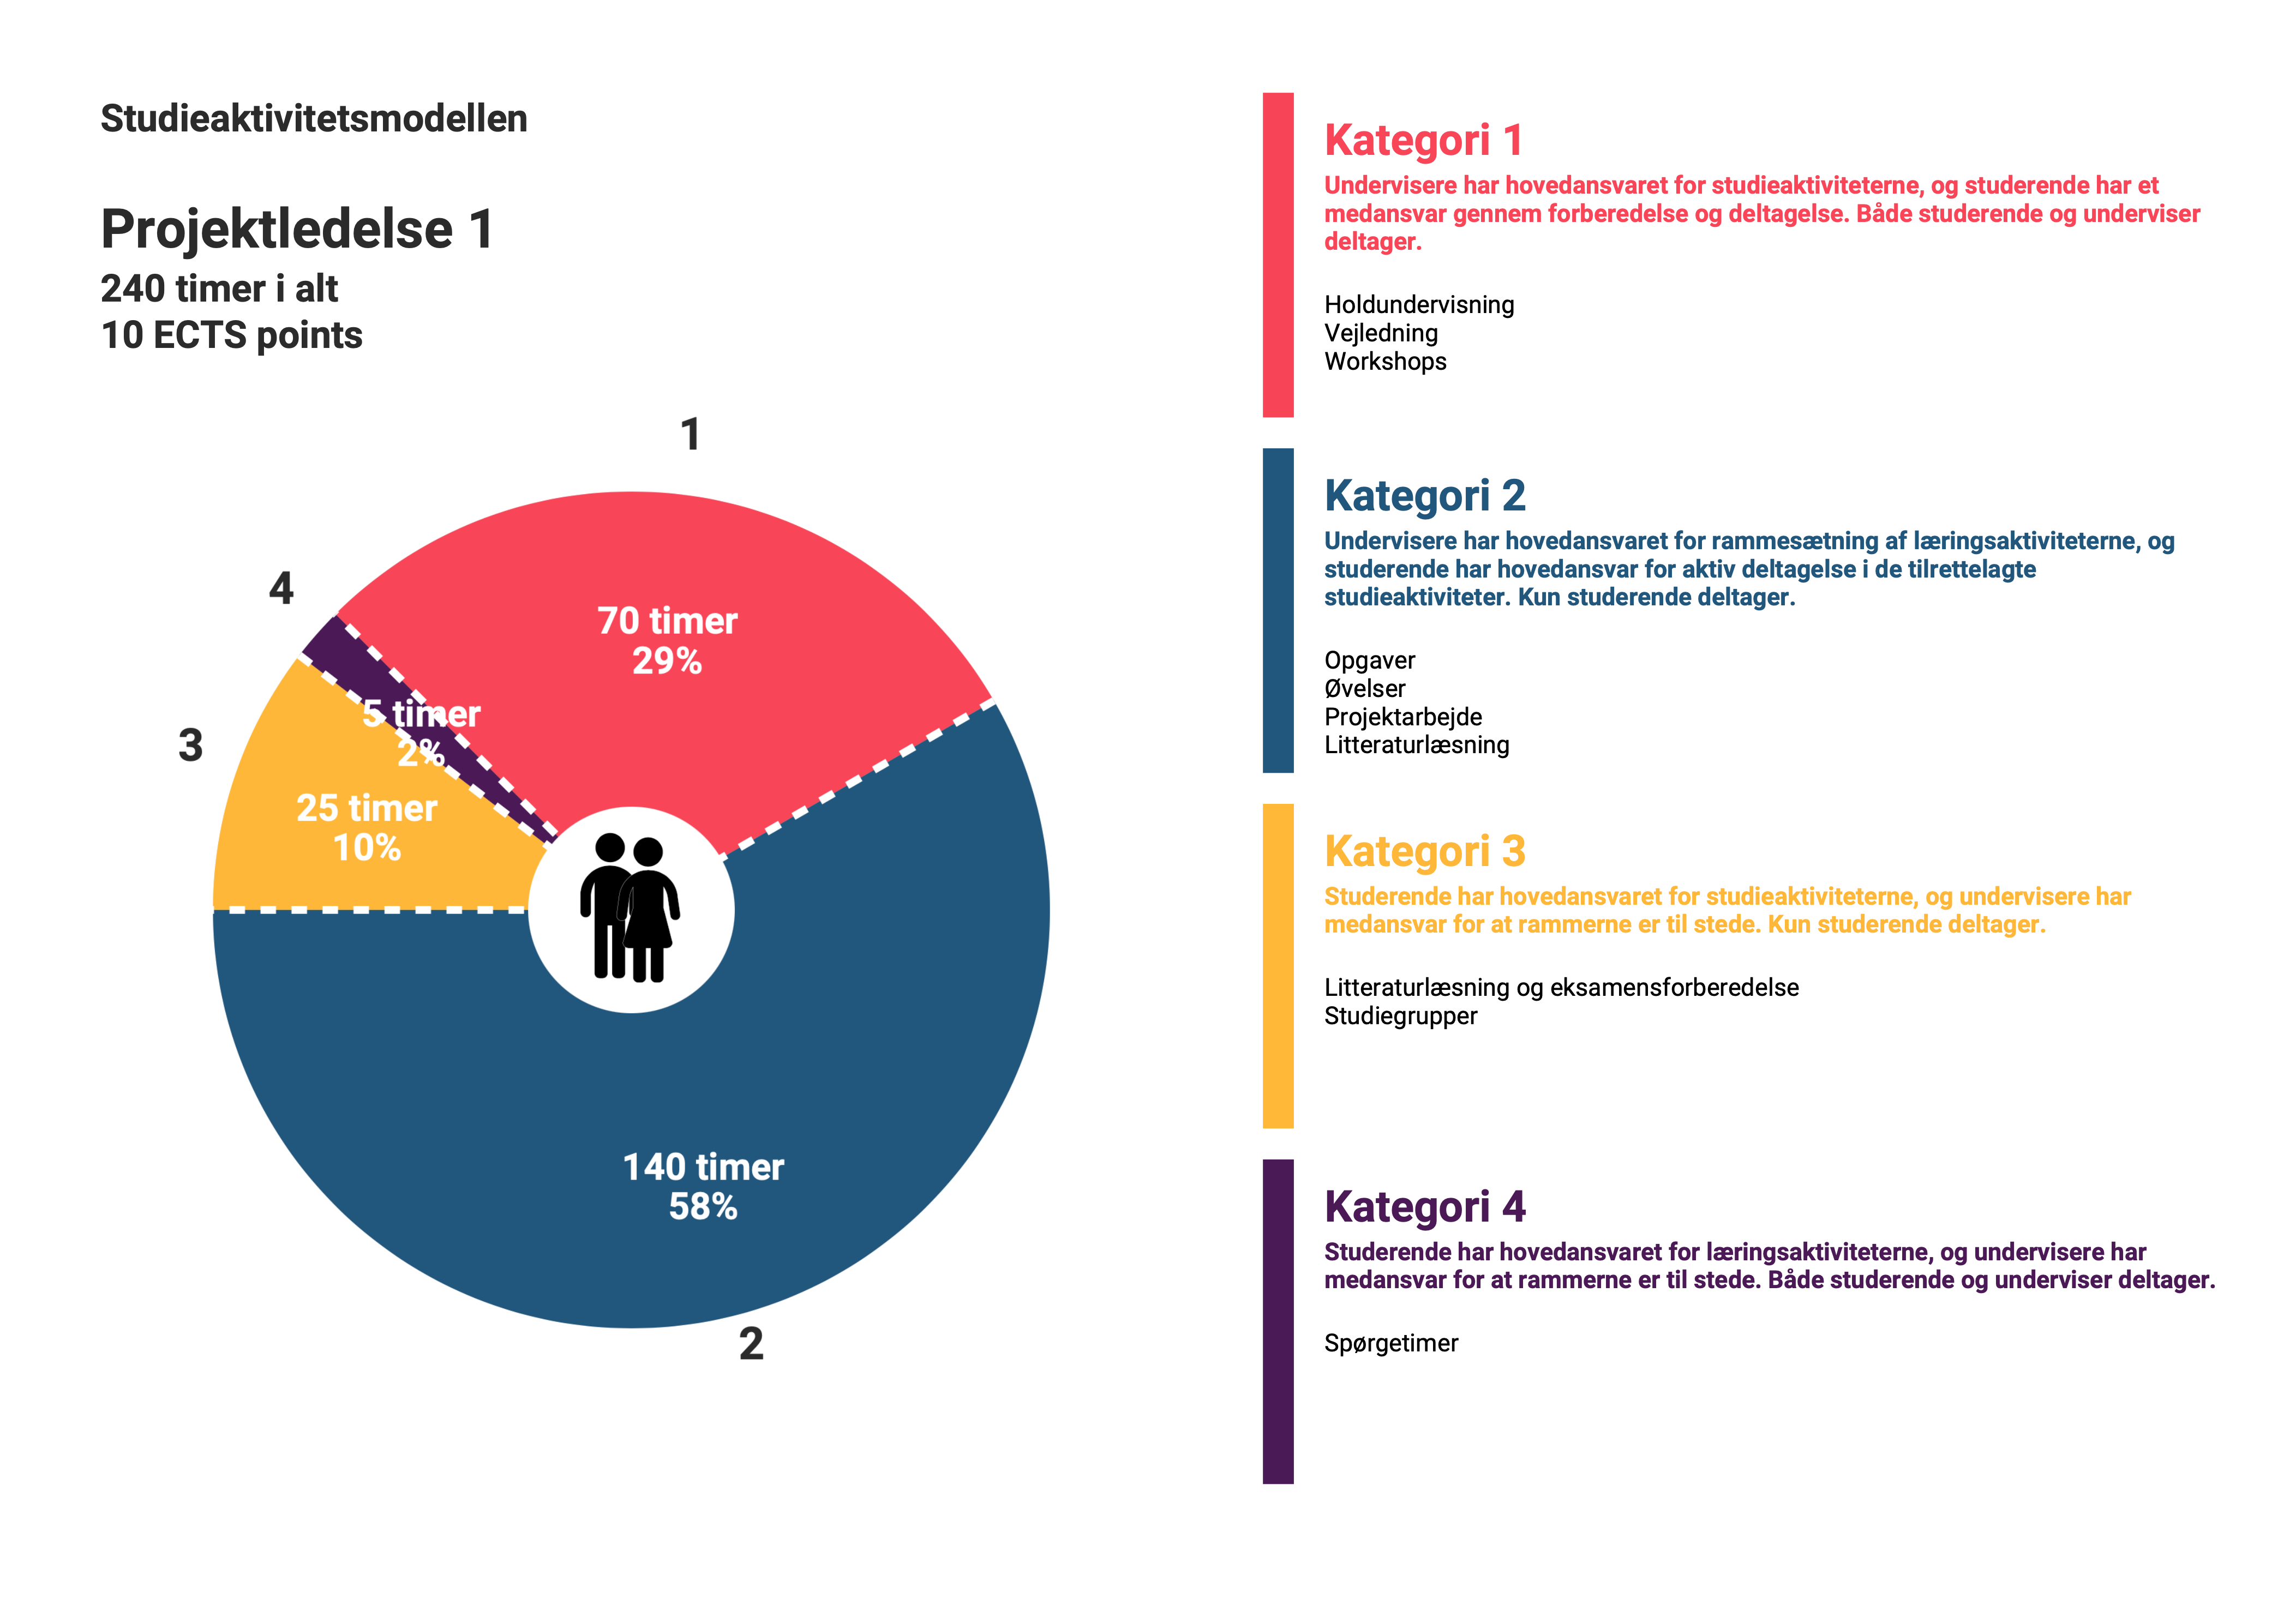 Studieaktivitetsmodellen
Projektledelse 1
240 timer i alt
10 ECTS points
1
70 timer
29%
4
5 timer
2%
3
25 timer
10%
140 timer
58%
2
Kategori 1
Undervisere har hovedansvaret for studieaktiviteterne, og studerende har et
medansvar gennem forberedelse og deltagelse. Både studerende og underviser
deltager.
Holdundervisning
Vejledning
Workshops
Kategori 2
Undervisere har hovedansvaret for rammesætning af læringsaktiviteterne, og
studerende har hovedansvar for aktiv deltagelse i de tilrettelagte
studieaktiviteter. Kun studerende deltager.
Opgaver
Øvelser
Projektarbejde
Litteraturlæsning
Kategori 3
Studerende har hovedansvaret for studieaktiviteterne, og undervisere har
medansvar for at rammerne er til stede. Kun studerende deltager.
Litteraturlæsning og eksamensforberedelse
Studiegrupper
Kategori 4
Studerende har hovedansvaret for læringsaktiviteterne, og undervisere har
medansvar for at rammerne er til stede. Både studerende og underviser deltager.
Spørgetimer